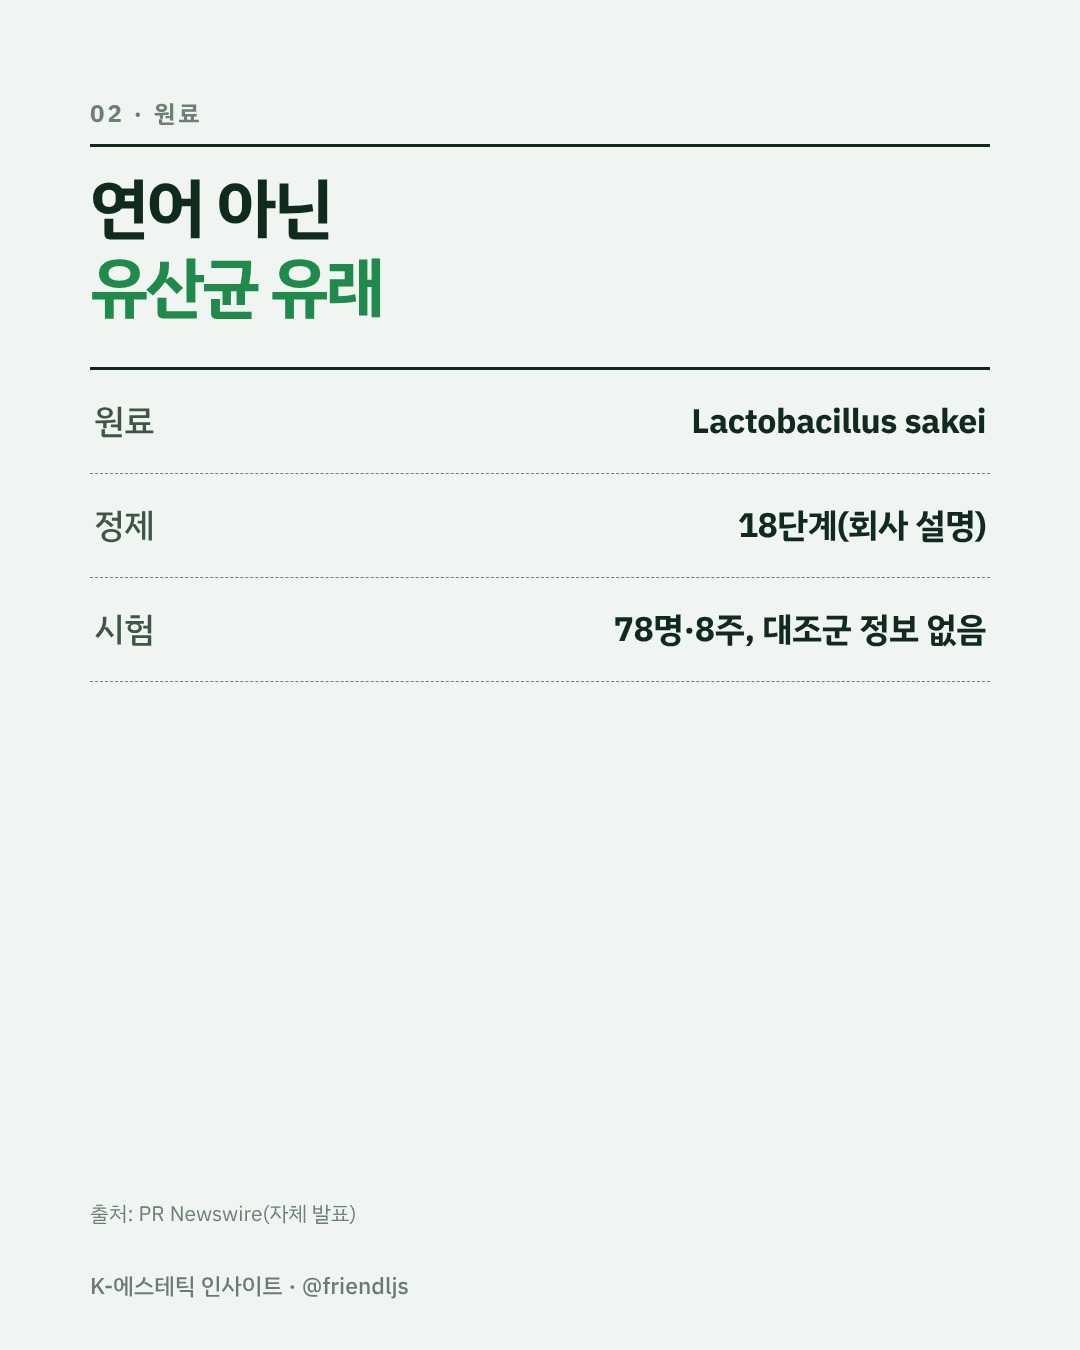 02 · 원료
연어 아닌
유산균 유래
원료 Lactobacillus sakei
정제 18단계(회사 설명)
시험 78명·8주, 대조군 정보 없음
출처: PR Newswire(자체 발표)
K-에스테틱 인사이트 · @friendljs